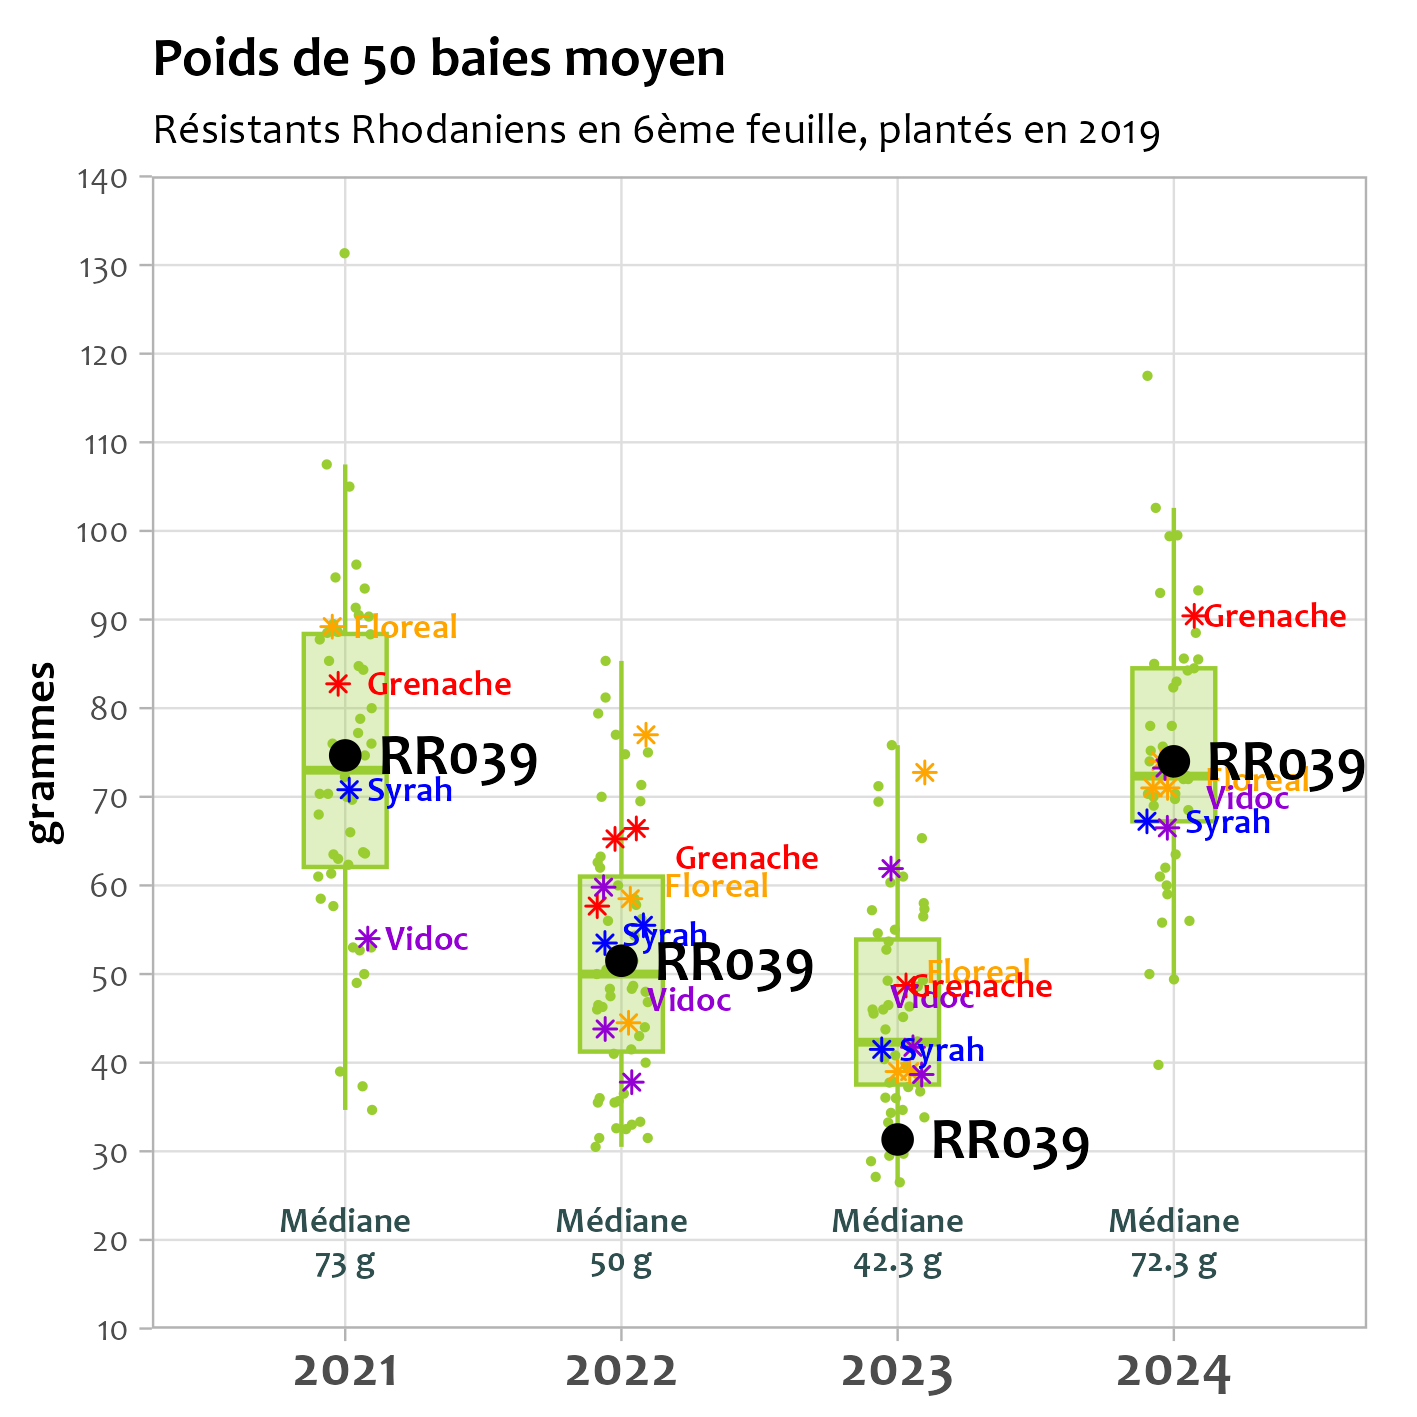 Poids de 50 baies moyen
Résistants Rhodaniens en 6ème feuille, plantés en 2019
grammes
140
130
120
110
100
90
80
70
60
50
40
30
20
10
Floreal
Grenache
RR039
Syrah
Vidoc
Médiane
73 g
Grenache
Floreal
Syrah
RR039
Vidoc
Médiane
50 g
Floreal
Grenache
Vidoc
Syrah
RR039
Médiane
42.3 g
Grenache
RR039
Floreal
Vidoc
Syrah
Médiane
72.3 g
2021
2022
2023
2024